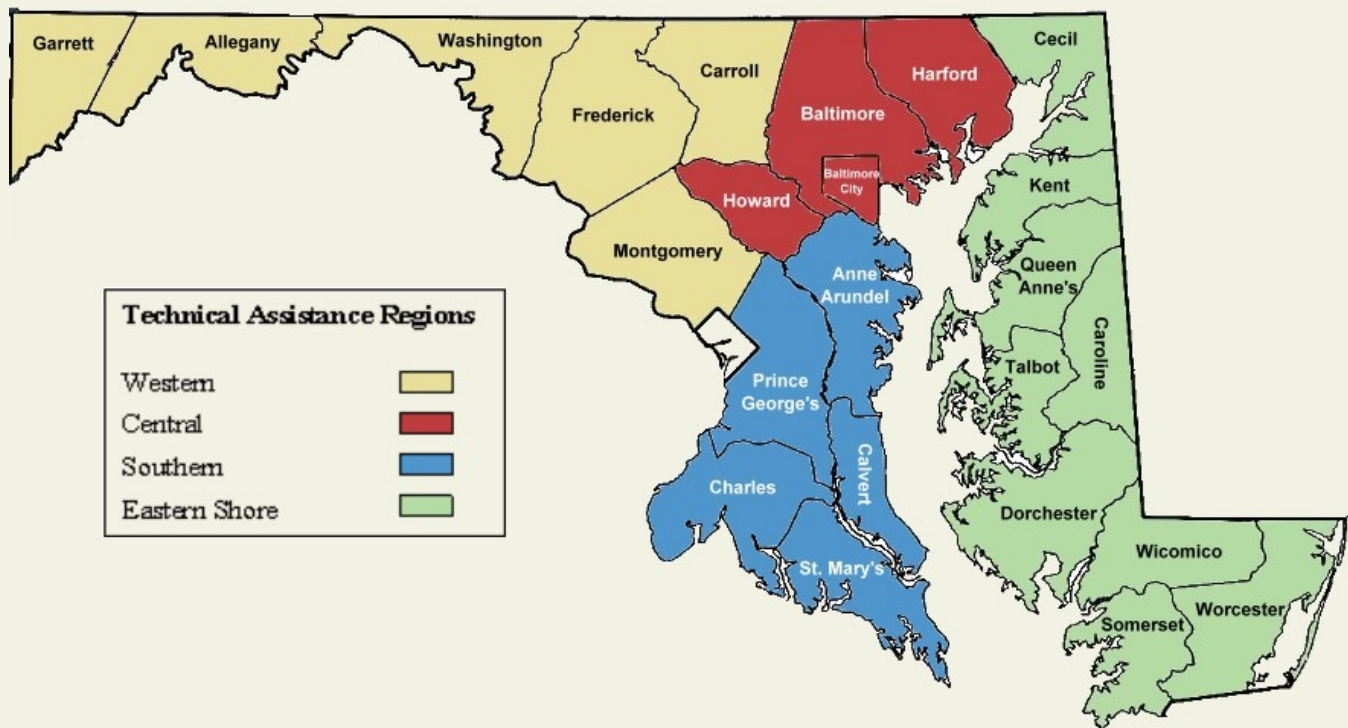 Garrett
Allegany
Washington
Frederick
Carroll
Baltimore
Harford
Cecil
Baltimore
City
Howard
Montgomery
Kent
Queen
Anne's
Anne
Arundel
Talbot
Caroline
Prince
George's
Calvert
Charles
St. Mary's
Dorchester
Wicomico
Somerset
Worcester
Technical Assistance Regions
Western
Central
Southern
Eastern Shore